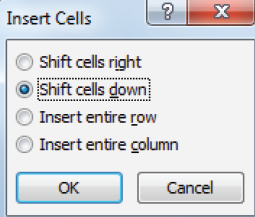 Insert Cells
Shift cells right
Shift cells down
Insert entire row
Insert entire column
OK Cancel